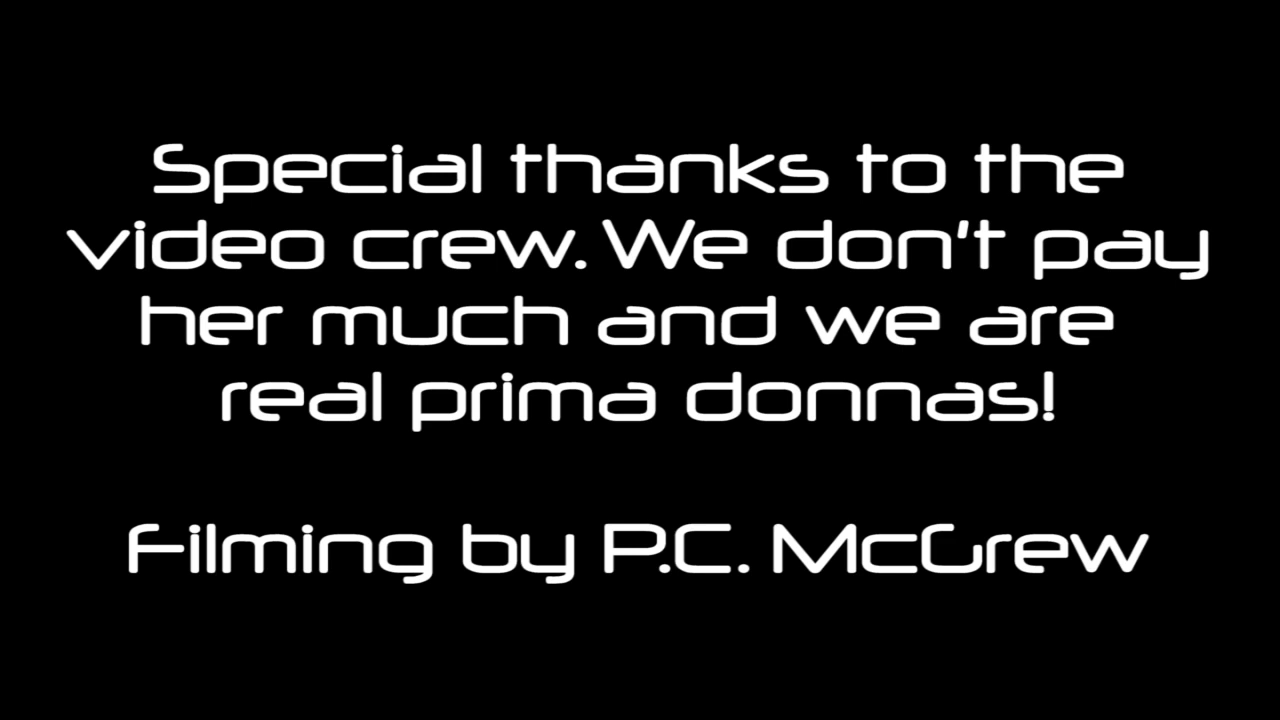 Special thanks to the
video crew. We don't pay
her much and we are
real prima donnas!
Filming by P.C. McGrew